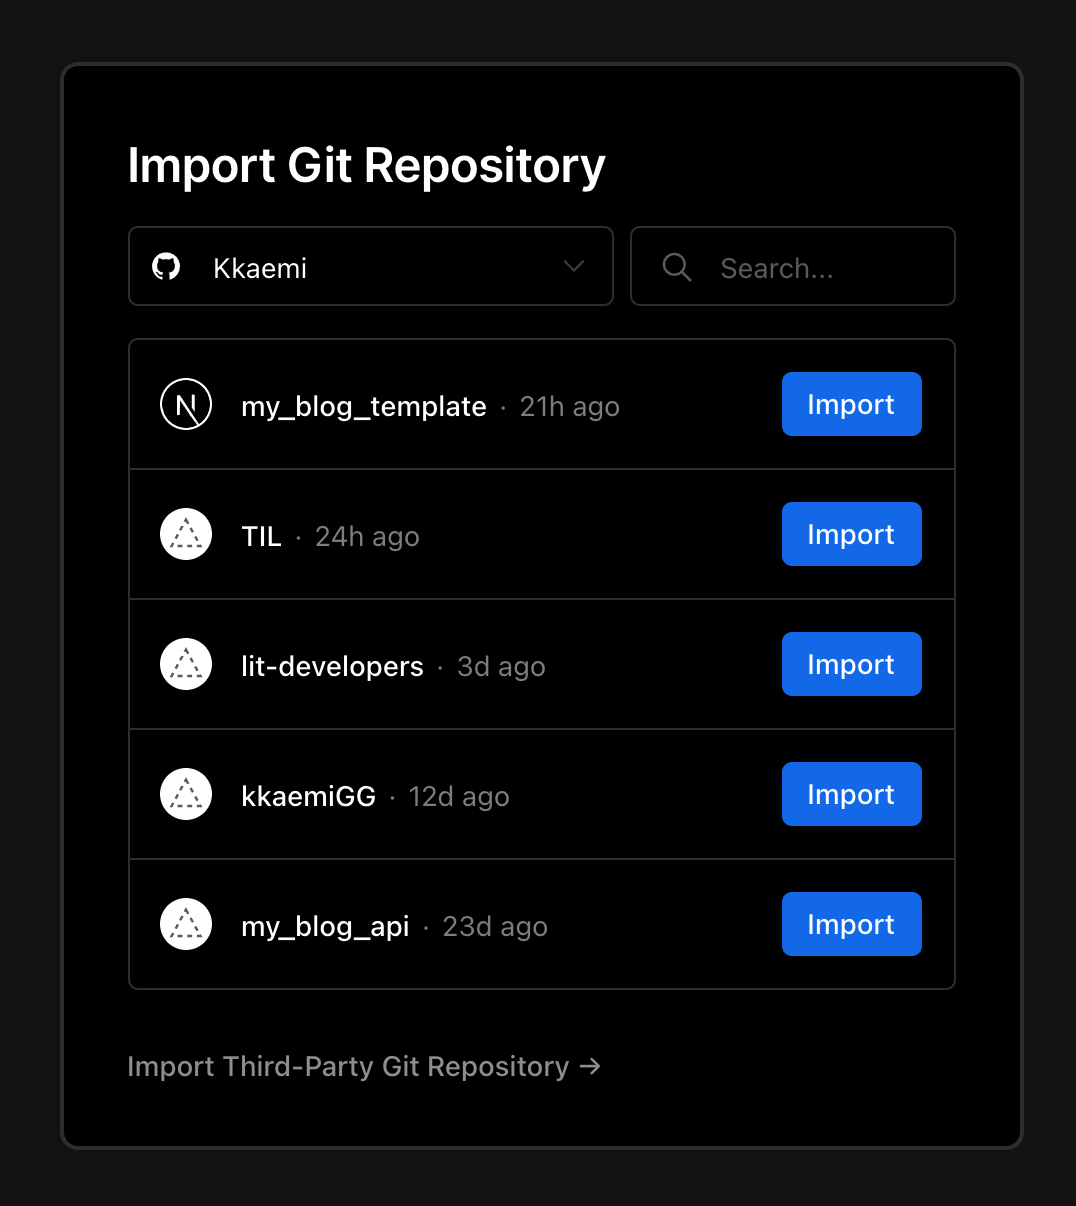 Import Git Repository
Kkaemi
Search...
my_blog_template · 21h ago
Import
TIL · 24h ago
Import
lit-developers · 3d ago
Import
kkaemiGG · 12d ago
Import
my_blog_api · 23d ago
Import
Import Third-Party Git Repository →